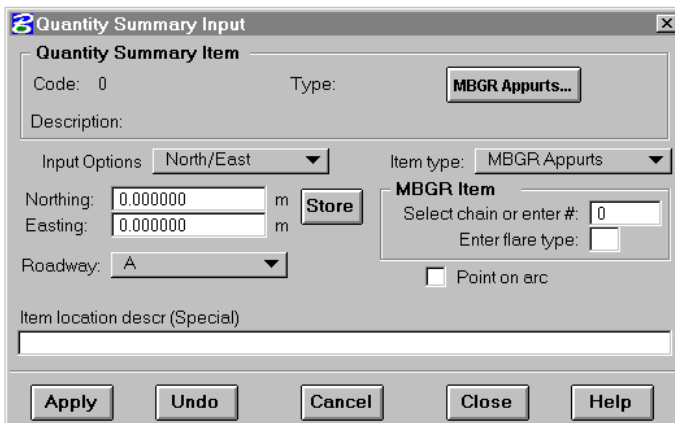 Quantity Summary Input
Quantity Summary Item
Code: 0 Type: MBGR Appurts...
Description:
Input Options North/East Item type: MBGR Appurts
Northing: 0.000000 m Store MBGR Item
Select chain or enter #: 0
Easting: 0.000000 m
Enter flare type:
Roadway: A
Point on arc
Item location descr (Special)
Apply Undo Cancel Close Help